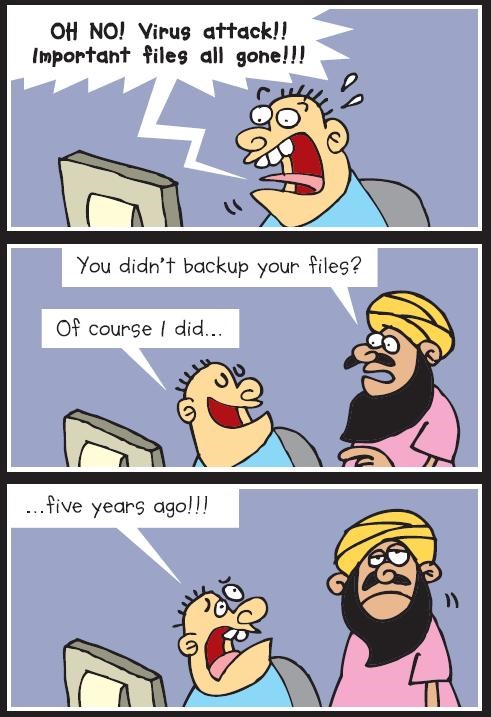 OH NO! Virus attack!!
Important files all gone!!!
You didn't backup your files?
Of course I did...
...five years ago!!!